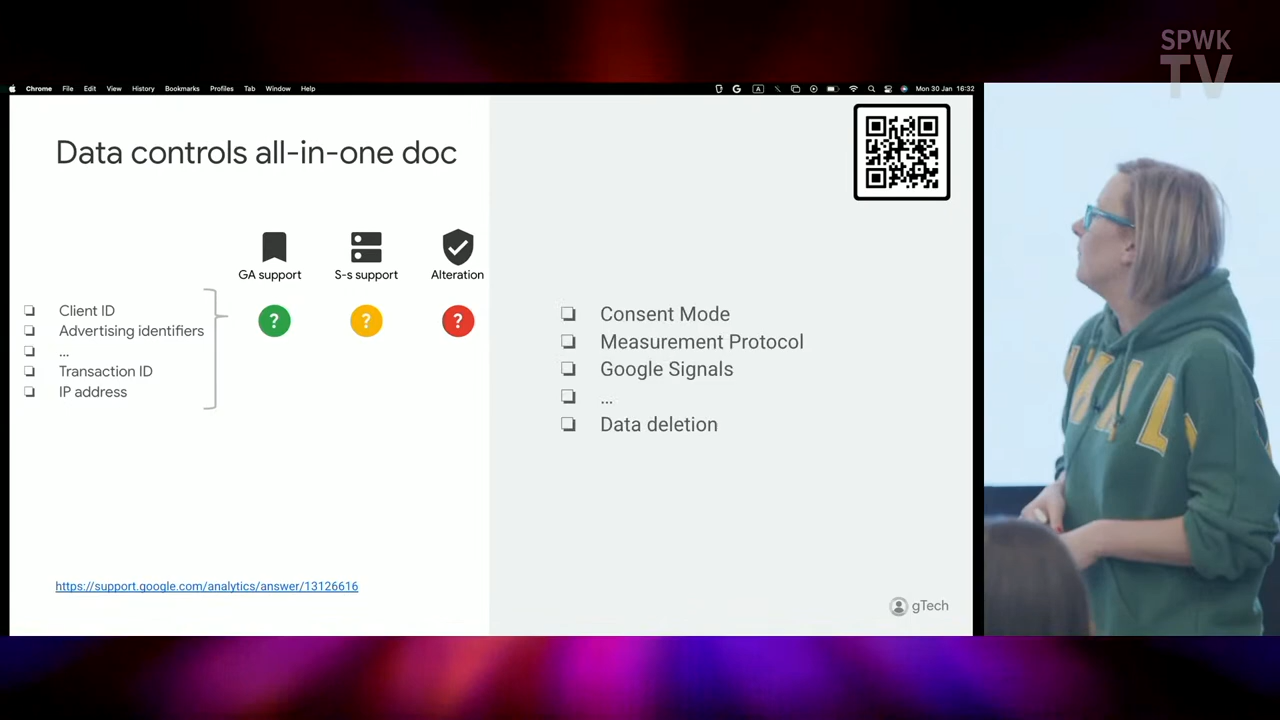 SPWK
TV
Chrome File Edit View History Bookmarks Profiles Tab Window Help
G A Mon 30 Jan 16:32
Data controls all-in-one doc
GA support S-s support Alteration
? ? ?
❏ Client ID
❏ Advertising identifiers
❏ ...
❏ Transaction ID
❏ IP address
❏ Consent Mode
❏ Measurement Protocol
❏ Google Signals
❏ ...
❏ Data deletion
https://support.google.com/analytics/answer/13126616
gTech